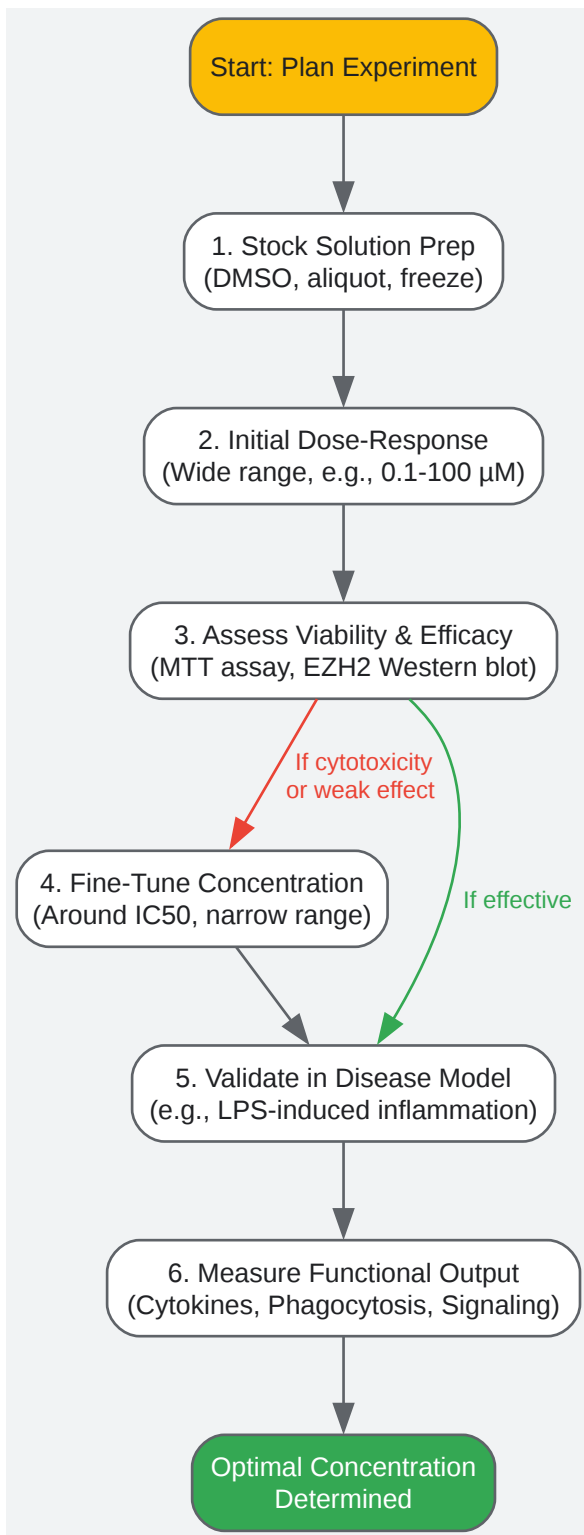 Start: Plan Experiment
1. Stock Solution Prep
(DMSO, aliquot, freeze)
2. Initial Dose-Response
(Wide range, e.g., 0.1-100 µM)
3. Assess Viability & Efficacy
(MTT assay, EZH2 Western blot)
If cytotoxicity
or weak effect
4. Fine-Tune Concentration
(Around IC50, narrow range)
If effective
5. Validate in Disease Model
(e.g., LPS-induced inflammation)
6. Measure Functional Output
(Cytokines, Phagocytosis, Signaling)
Optimal Concentration
Determined